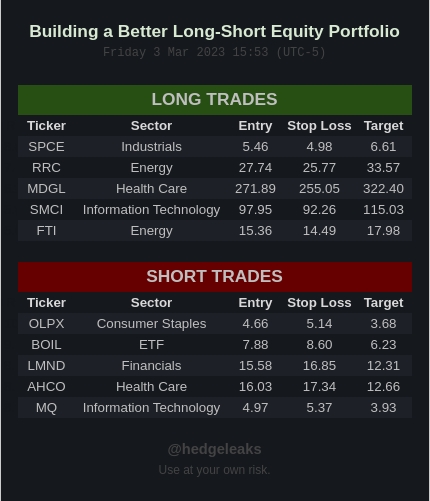 Building a Better Long-Short Equity Portfolio
Friday 3 Mar 2023 15:53 (UTC-5)
LONG TRADES
Ticker Sector Entry Stop Loss Target
SPCE Industrials 5.46 4.98 6.61
RRC Energy 27.74 25.77 33.57
MDGL Health Care 271.89 255.05 322.40
SMCI Information Technology 97.95 92.26 115.03
FTI Energy 15.36 14.49 17.98
SHORT TRADES
Ticker Sector Entry Stop Loss Target
OLPX Consumer Staples 4.66 5.14 3.68
BOIL ETF 7.88 8.60 6.23
LMND Financials 15.58 16.85 12.31
AHCO Health Care 16.03 17.34 12.66
MQ Information Technology 4.97 5.37 3.93
@hedgeleaks
Use at your own risk.